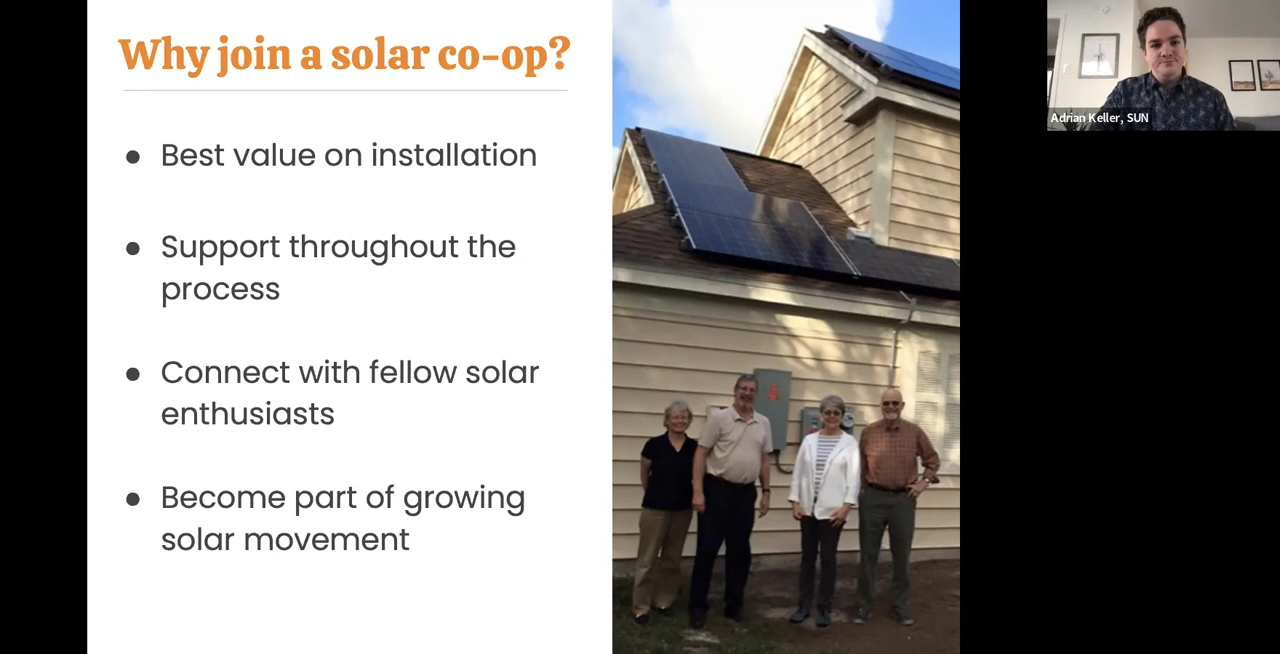 Why join a solar co-op?
● Best value on installation
● Support throughout the
process
● Connect with fellow solar
enthusiasts
● Become part of growing
solar movement
Adrian Keller, SUN